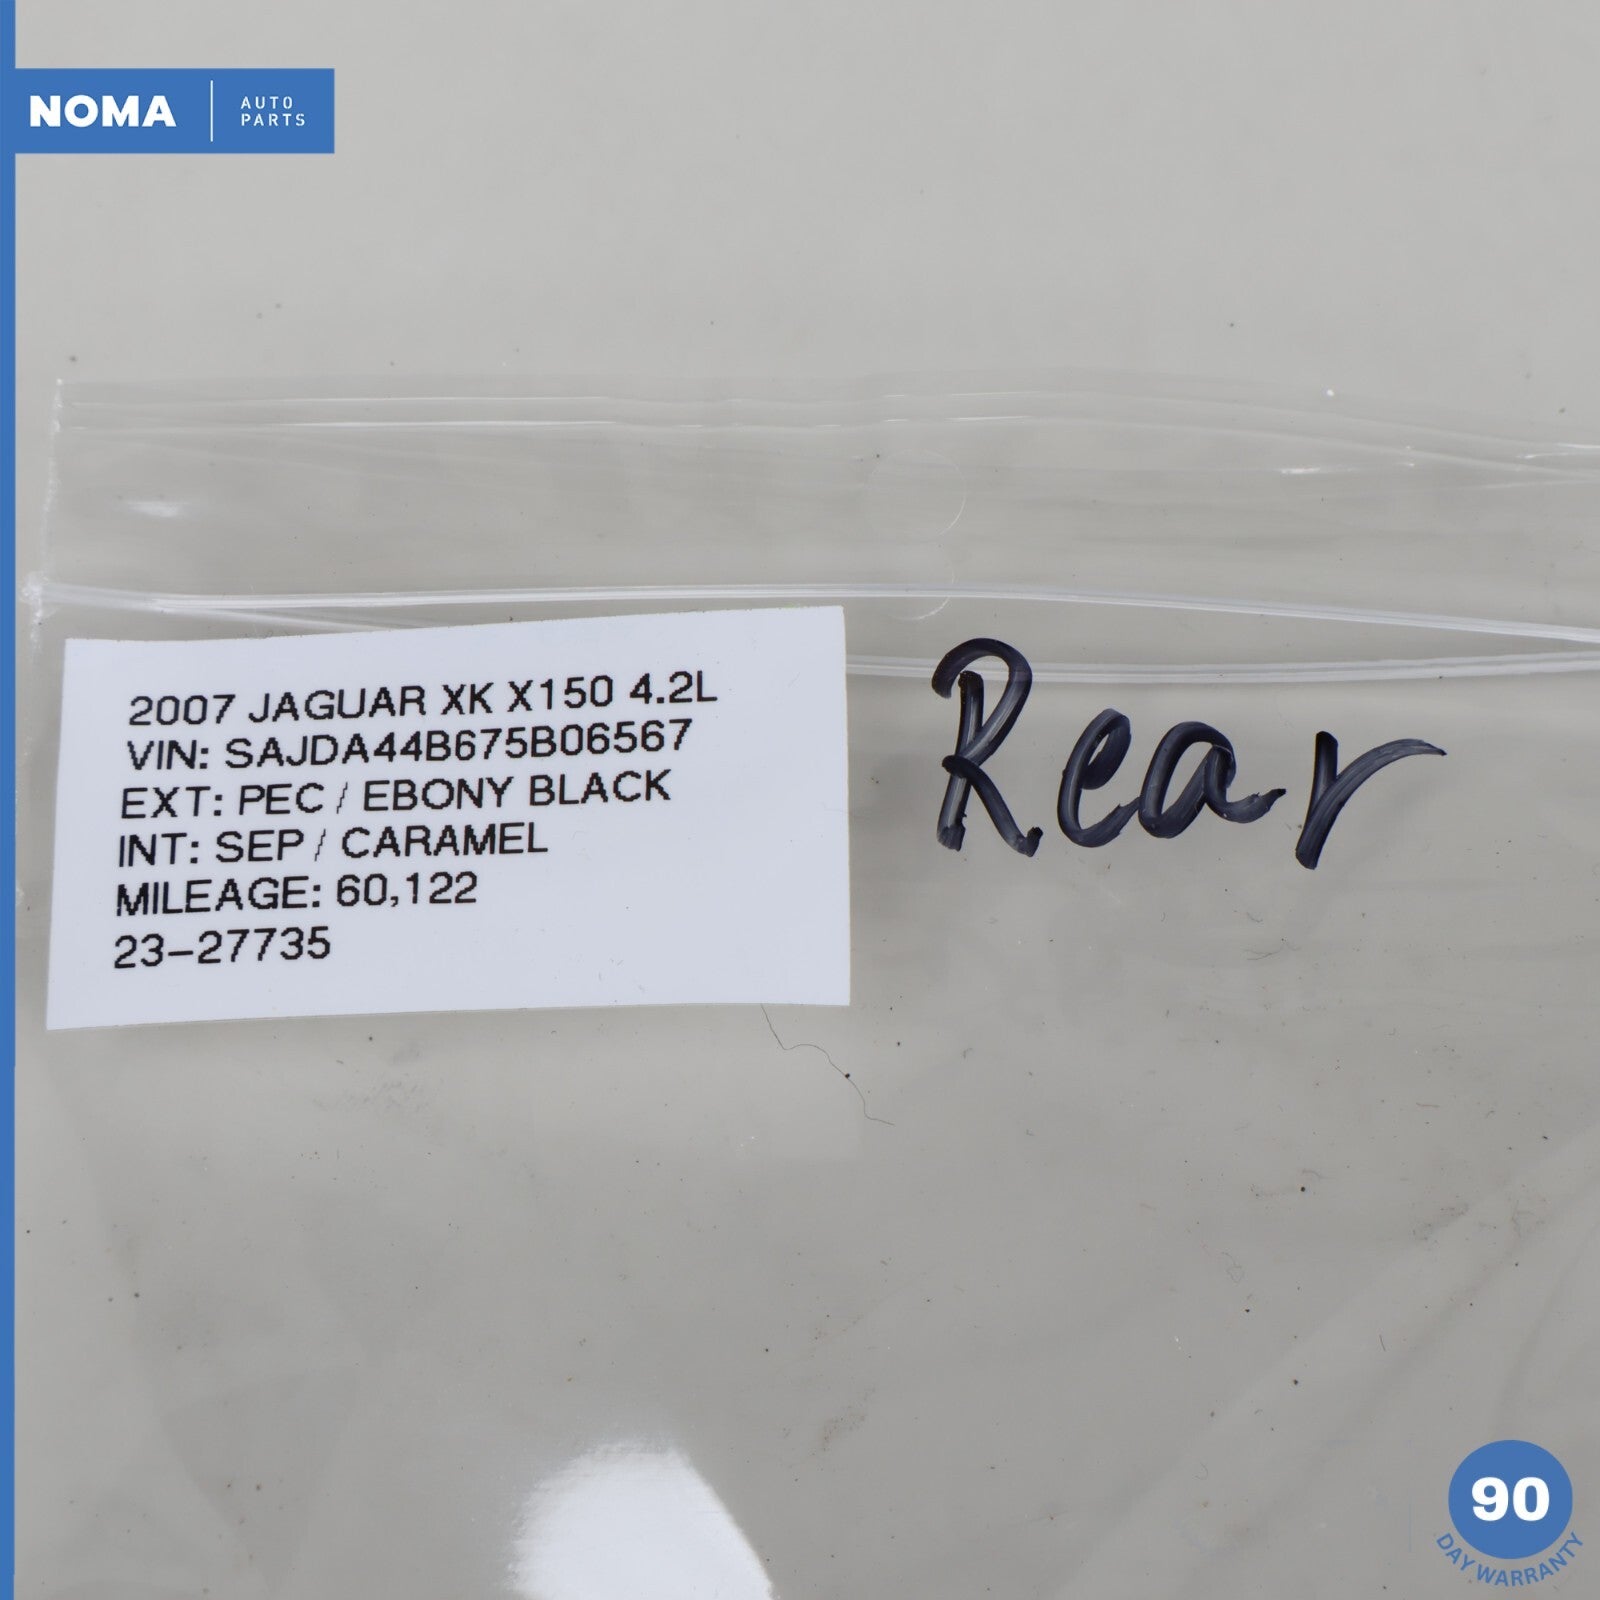 NOMA
AUTO
PARTS
2007 JAGUAR XK X150 4.2L
VIN: SAJDA44B675B06567
EXT: PEC / EBONY BLACK
INT: SEP / CARAMEL
MILEAGE: 60,122
23-27735
Rear
90
DAY WARRANTY